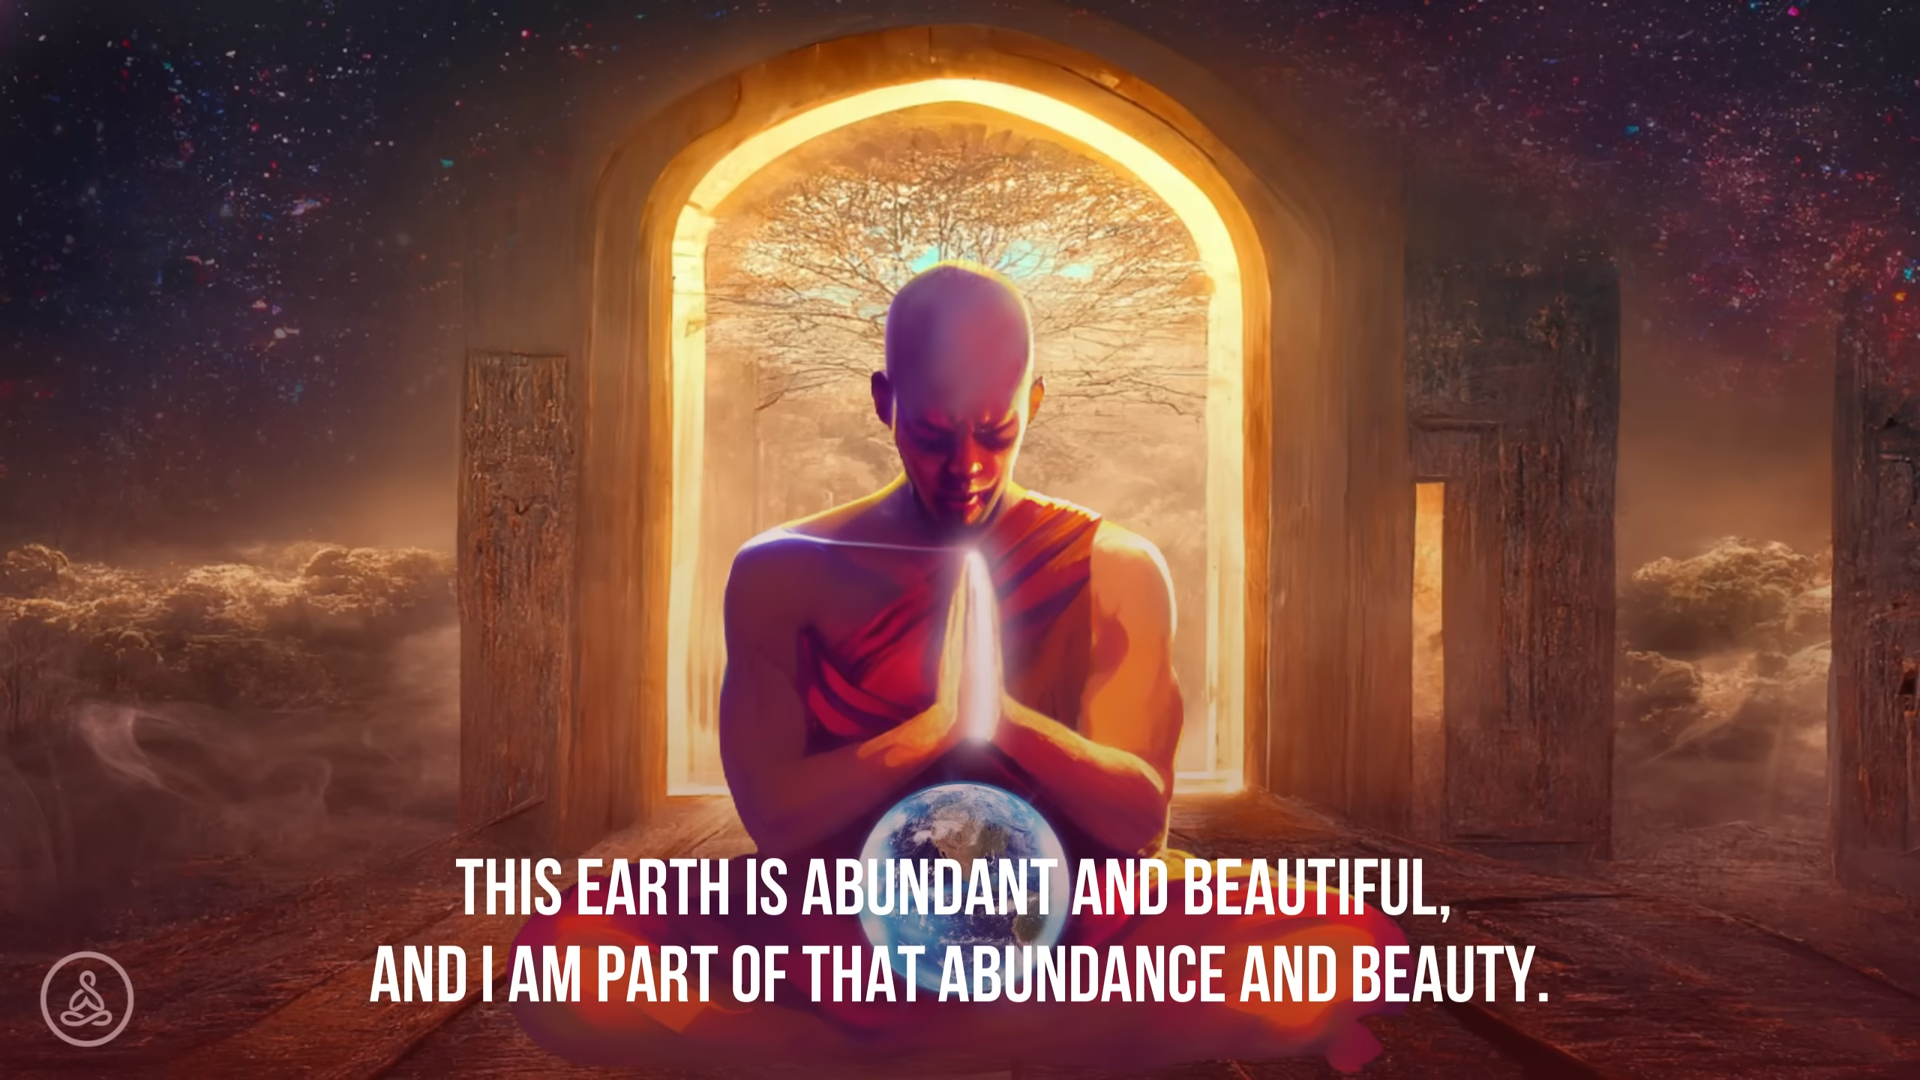 THIS EARTH IS ABUNDANT AND BEAUTIFUL,
AND I AM PART OF THAT ABUNDANCE AND BEAUTY.